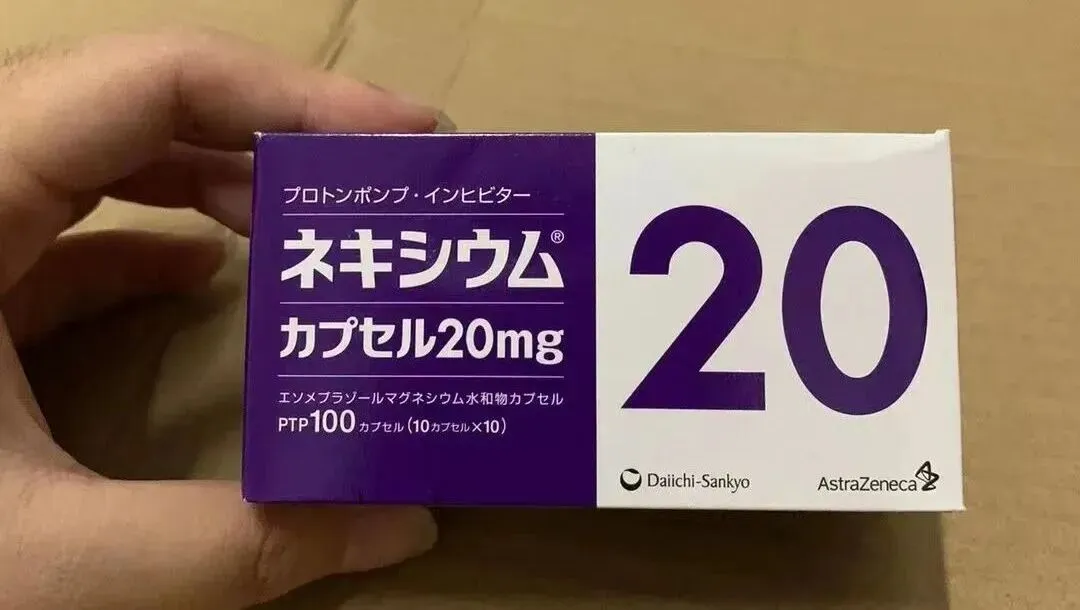 プロトンポンプ・インヒビター
ネキシウム®
カプセル20mg
エソメプラゾールマグネシウム水和物カプセル
PTP100カプセル(10カプセル×10)
20
Daiichi-Sankyo
AstraZeneca